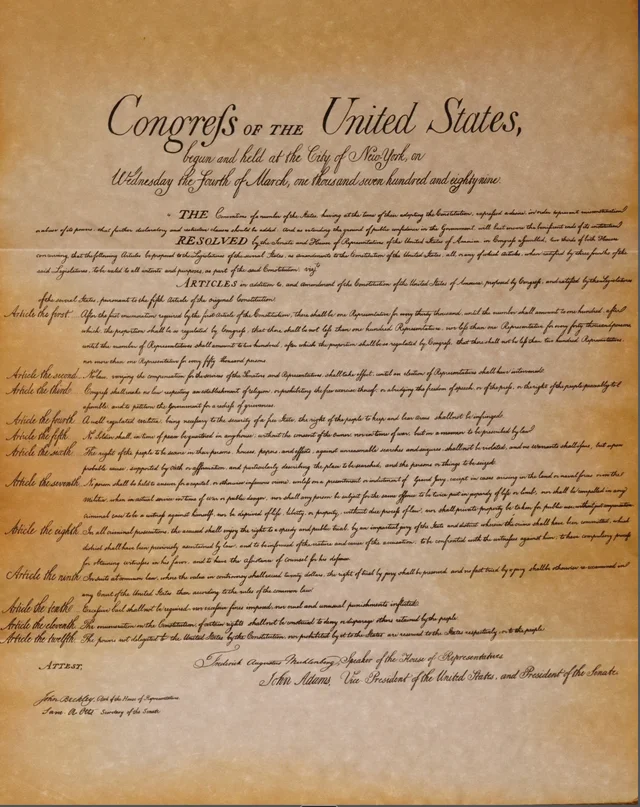 Congreſs OF THE United States,
begun and held at the City of New-York, on
Wednesday the Fourth of March, one thousand seven hundred and eighty nine.
THE Conventions of a number of the States, having at the time of their adopting the Constitution, expressed a desire in order to prevent misconstruction
or abuse of its powers, that further declaratory and restrictive clauses should be added: And as extending the ground of public confidence in the Government, will best ensure the beneficent ends of its institution
RESOLVED by the Senate and House of Representatives of the United States of America in Congress assembled, two thirds of both Houses
concurring, that the following Articles be proposed to the Legislatures of the several States, as amendments to the Constitution of the United States, all or any of which articles, when ratified by three fourths of the
said Legislatures, to be valid to all intents and purposes, as part of the said Constitution. viz.
ARTICLES in addition to, and amendment of the Constitution of the United States of America, proposed by Congress, and ratified by the Legislatures
of the several States, pursuant to the fifth Article of the original Constitution.
Article the first. After the first enumeration required by the first Article of the Constitution, there shall be one Representative for every thirty thousand, until the number shall amount to one hundred, after
which, the proportion shall be so regulated by Congress, that there shall be not less than one hundred Representatives, nor less than one Representative for every forty thousand persons,
until the number of Representatives shall amount to two hundred, after which the proportion shall be so regulated by Congress, that there shall not be less than two hundred Representatives,
nor more than one Representative for every fifty thousand persons.
Article the second. No law, varying the compensation for the services of the Senators and Representatives, shall take effect, until an election of Representatives shall have intervened.
Article the third. Congress shall make no law respecting an establishment of religion, or prohibiting the free exercise thereof; or abridging the freedom of speech, or of the press; or the right of the people peaceably to
assemble, and to petition the Government for a redress of grievances.
Article the fourth. A well regulated militia, being necessary to the security of a free State, the right of the people to keep and bear arms, shall not be infringed.
Article the fifth. No Soldier shall, in time of peace be quartered in any house, without the consent of the owner, nor in time of war, but in a manner to be prescribed by law.
Article the sixth. The right of the people to be secure in their persons, houses, papers, and effects, against unreasonable searches and seizures, shall not be violated, and no warrants shall issue, but upon
probable cause, supported by oath or affirmation, and particularly describing the place to be searched, and the persons or things to be seized.
Article the seventh. No person shall be held to answer for a capital, or otherwise infamous crime, unless on a presentment or indictment of Grand Jury, except in cases arising in the land or naval forces, or in the
Militia, when in actual service in time of war or public danger; nor shall any person be subject for the same offence to be twice put in jeopardy of life or limb; nor shall be compelled in any
Criminal case to be a witness against himself, nor be deprived of life, liberty, or property, without due process of law; nor shall private property be taken for public use without just compensation.
Article the eighth. In all criminal prosecutions, the accused shall enjoy the right to a speedy and public trial, by an impartial jury of the State and district wherein the crime shall have been committed, which
district shall have been previously ascertained by law, and to be informed of the nature and cause of the accusation; to be confronted with the witnesses against him; to have compulsory process
for obtaining witnesses in his favor, and to have the assistance of counsel for his defence.
Article the ninth. In suits at common law, where the value in controversy shall exceed twenty dollars, the right of trial by jury shall be preserved, and no fact tried by a jury, shall be otherwise re-examined in
any Court of the United States, than according to the rules of the common law.
Article the tenth. Excessive bail shall not be required, nor excessive fines imposed, nor cruel and unusual punishments inflicted.
Article the eleventh. The enumeration in the Constitution, of certain rights, shall not be construed to deny or disparage others retained by the people.
Article the twelfth. The powers not delegated to the United States by the Constitution, nor prohibited by it to the States, are reserved to the States respectively, or to the people.
ATTEST,
Frederick Augustus Muhlenberg, Speaker of the House of Representatives
John Adams, Vice President of the United States, and President of the Senate.
John Beckley, Clerk of the House of Representatives
Sam. A. Otis Secretary of the Senate